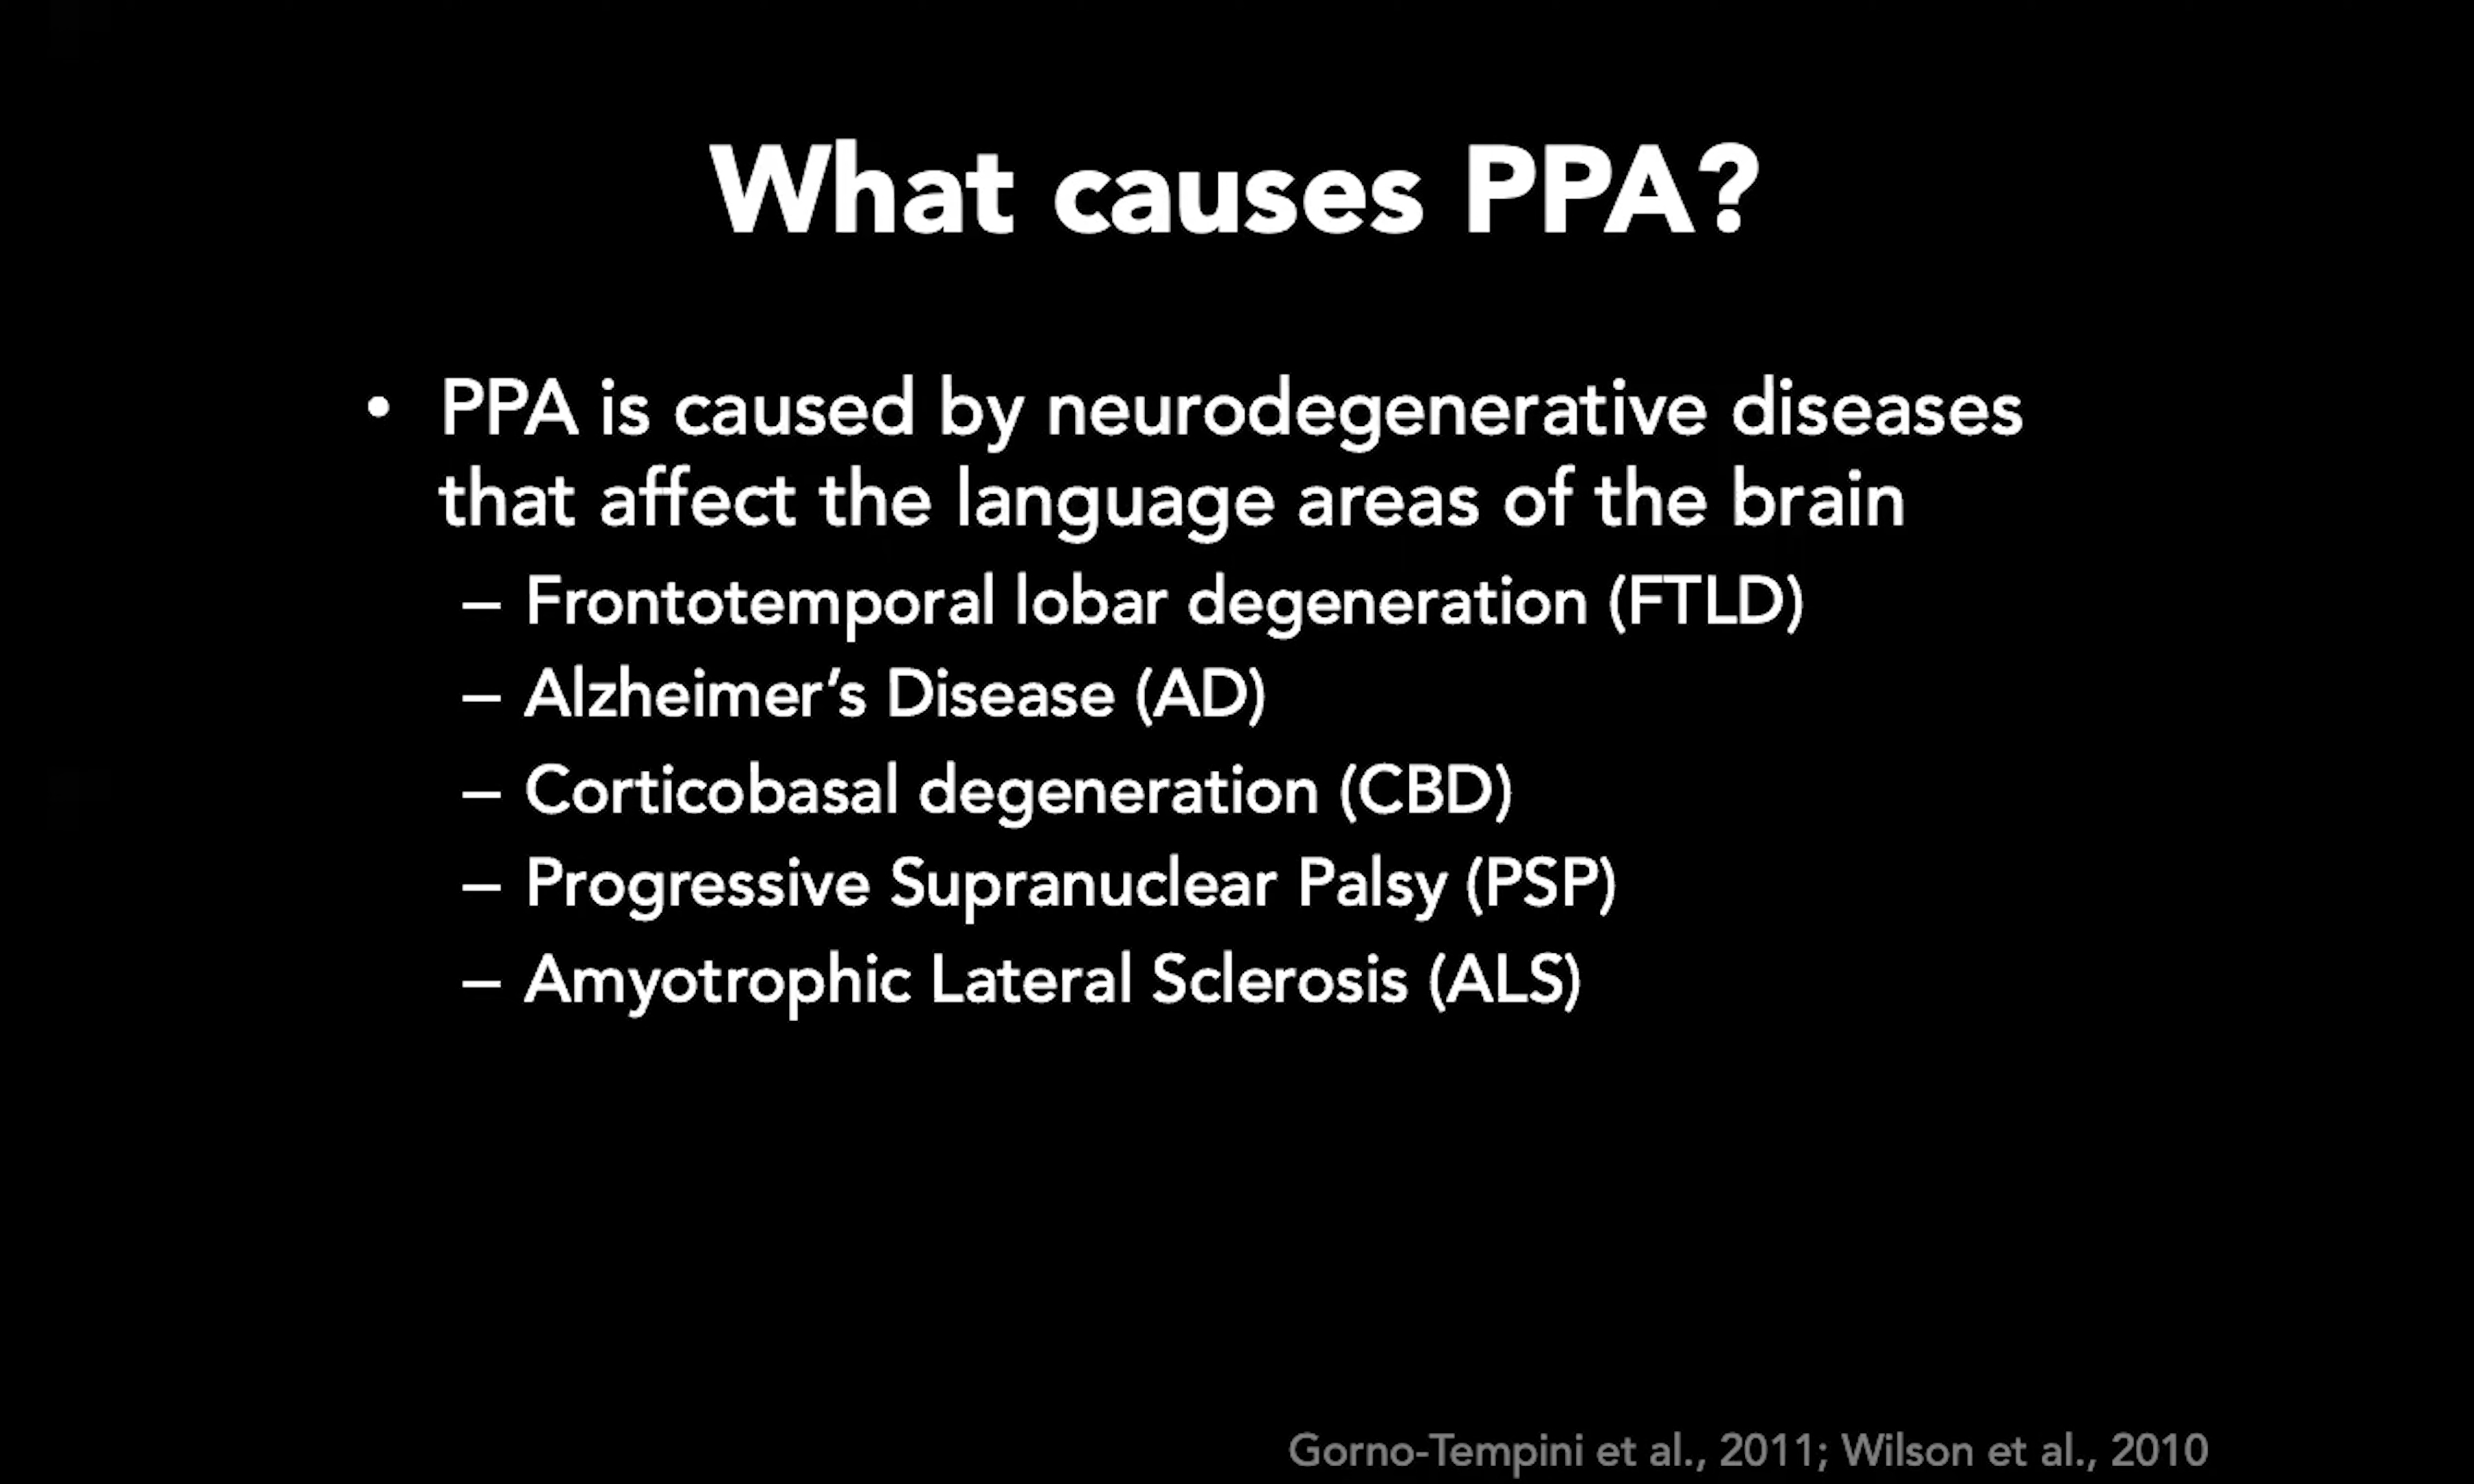 What causes PPA?
• PPA is caused by neurodegenerative diseases
that affect the language areas of the brain
– Frontotemporal lobar degeneration (FTLD)
– Alzheimer’s Disease (AD)
– Corticobasal degeneration (CBD)
– Progressive Supranuclear Palsy (PSP)
– Amyotrophic Lateral Sclerosis (ALS)
Gorno-Tempini et al., 2011; Wilson et al., 2010